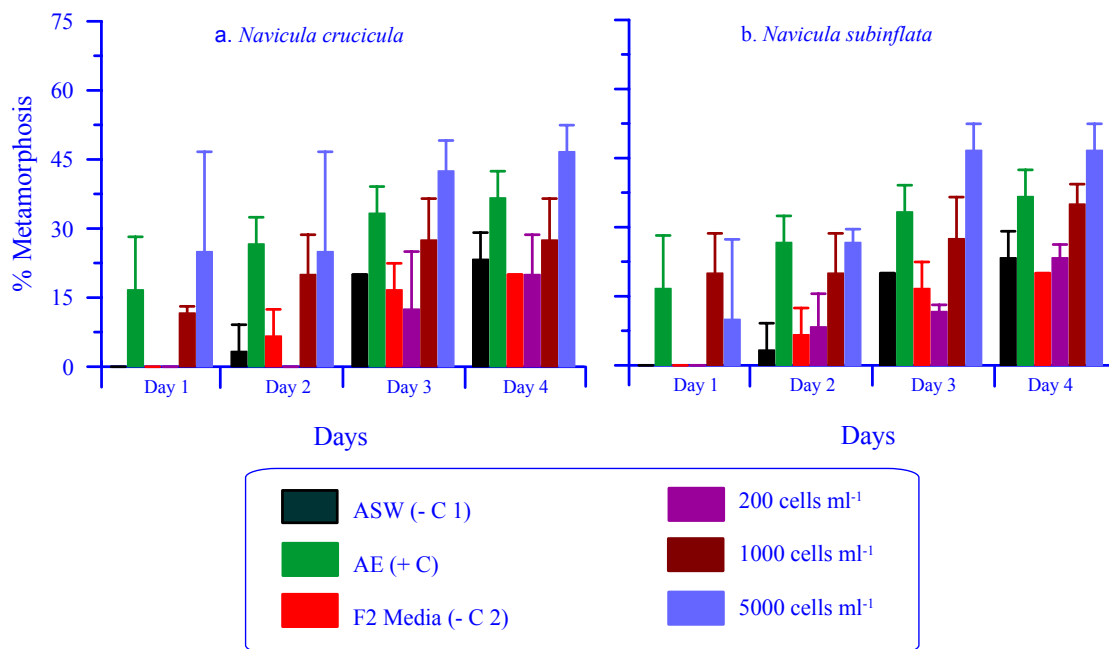 75
60
45
30
15
0
% Metamorphosis
a. Navicula crucicula
b. Navicula subinflata
Day 1 Day 2 Day 3 Day 4
Day 1 Day 2 Day 3 Day 4
Days
Days
ASW (- C 1)
AE (+ C)
F2 Media (- C 2)
200 cells ml-1
1000 cells ml-1
5000 cells ml-1